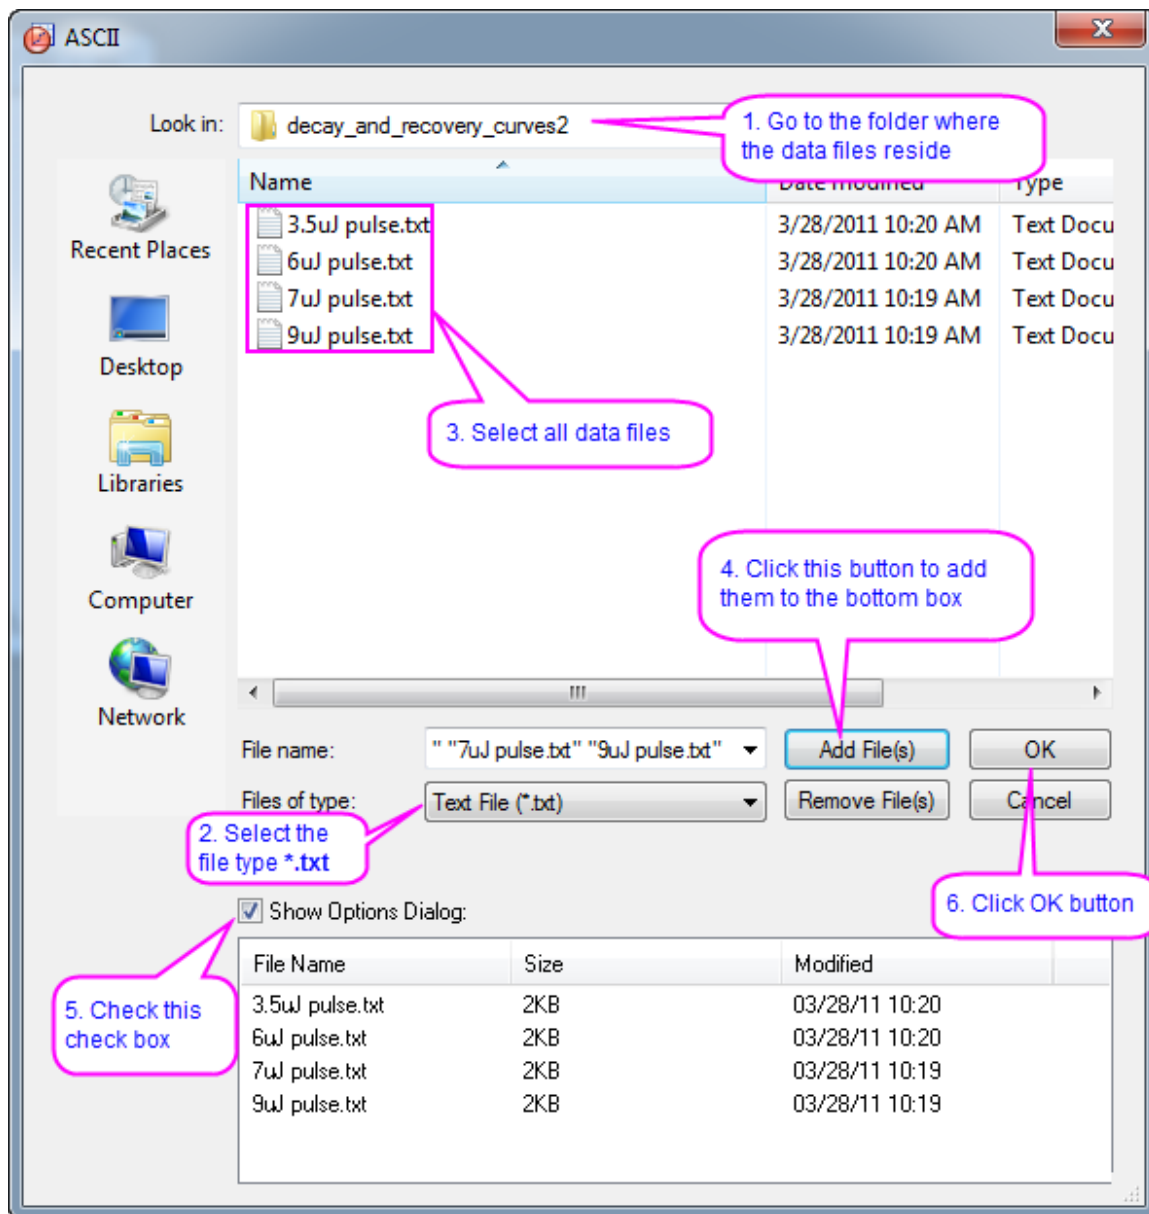 ASCII
Look in:
decay_and_recovery_curves2
1. Go to the folder where
the data files reside
Name
Date modified
Type
3.5uJ pulse.txt
3/28/2011 10:20 AM
Text Docu
6uJ pulse.txt
3/28/2011 10:20 AM
Text Docu
7uJ pulse.txt
3/28/2011 10:19 AM
Text Docu
9uJ pulse.txt
3/28/2011 10:19 AM
Text Docu
Recent Places
Desktop
Libraries
Computer
Network
3. Select all data files
4. Click this button to add
them to the bottom box
File name:
" "7uJ pulse.txt" "9uJ pulse.txt"
Add File(s)
OK
Files of type:
Text File (*.txt)
Remove File(s)
Cancel
2. Select the
file type *.txt
6. Click OK button
Show Options Dialog:
5. Check this
check box
File Name
Size
Modified
3.5uJ pulse.txt
2KB
03/28/11 10:20
6uJ pulse.txt
2KB
03/28/11 10:20
7uJ pulse.txt
2KB
03/28/11 10:19
9uJ pulse.txt
2KB
03/28/11 10:19